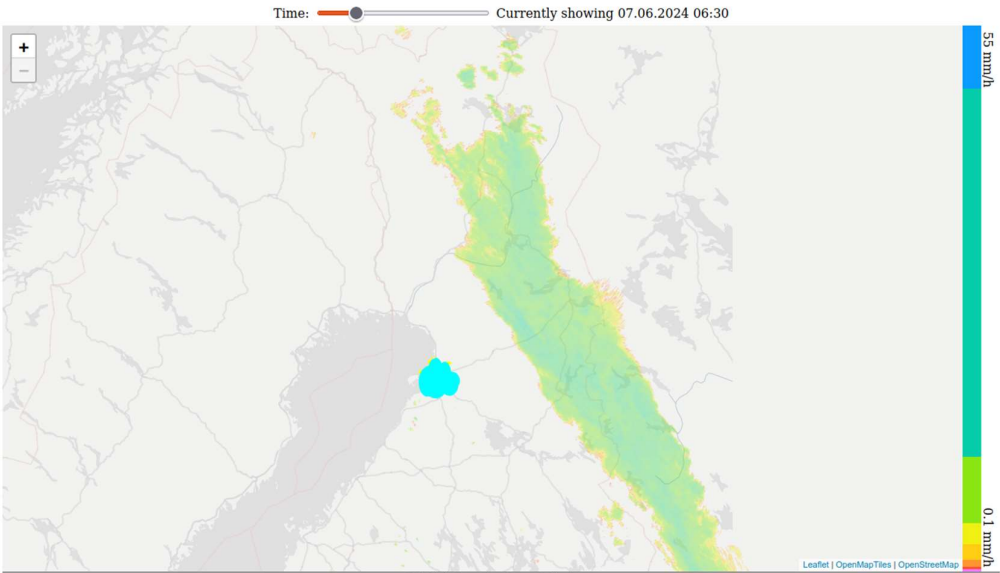 Time: Currently showing 07.06.2024 06:30
+
−
55 mm/h
0.1 mm/h
Leaflet | OpenMapTiles | OpenStreetMap